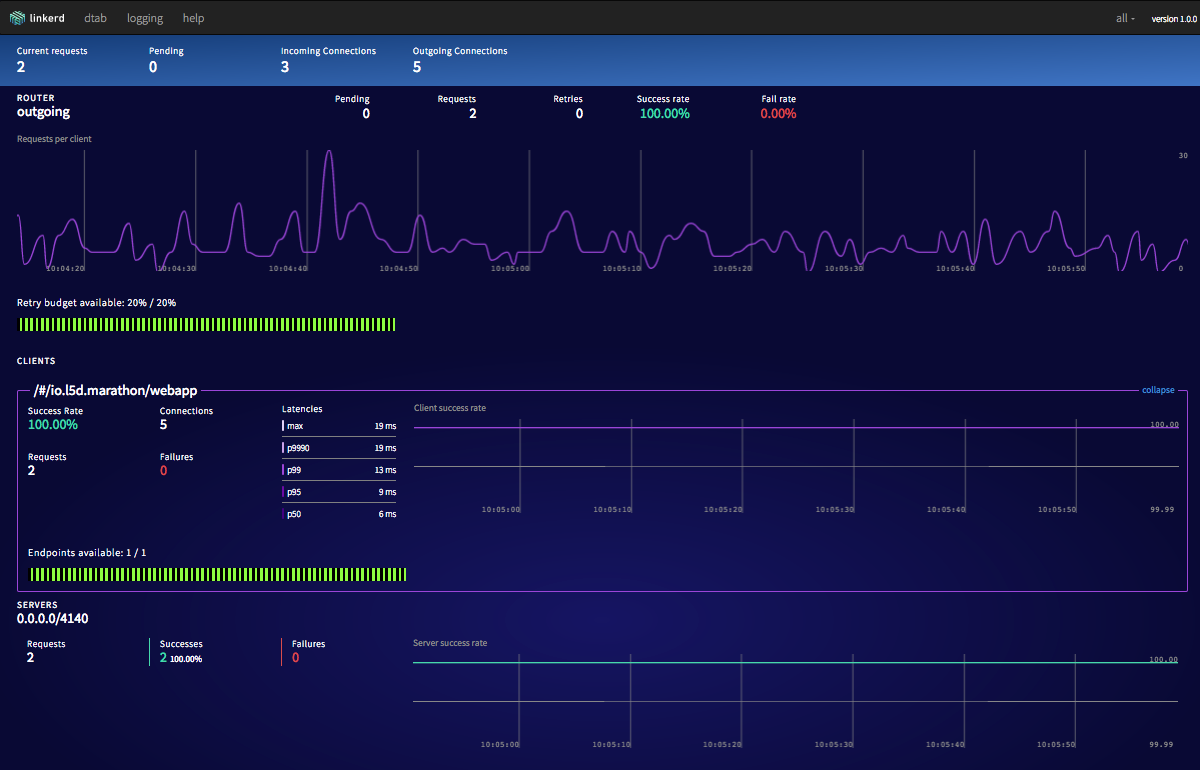 linkerd dtab logging help all version 1.0.0
Current requests Pending Incoming Connections Outgoing Connections
2 0 3 5
ROUTER
outgoing
Pending Requests Retries Success rate Fail rate
0 2 0 100.00% 0.00%
Requests per client
30
10:04:20 10:04:30 10:04:40 10:04:50 10:05:00 10:05:10 10:05:20 10:05:30 10:05:40 10:05:50 0
Retry budget available: 20% / 20%
CLIENTS
/#/io.l5d.marathon/webapp collapse
Success Rate Connections
100.00% 5
Requests Failures
2 0
Latencies
max 19 ms
p9990 19 ms
p99 13 ms
p95 9 ms
p50 6 ms
Client success rate
100.00
10:05:00 10:05:10 10:05:20 10:05:30 10:05:40 10:05:50 99.99
Endpoints available: 1 / 1
SERVERS
0.0.0.0/4140
Requests Successes Failures
2 2 100.00% 0
Server success rate
100.00
10:05:00 10:05:10 10:05:20 10:05:30 10:05:40 10:05:50 99.99